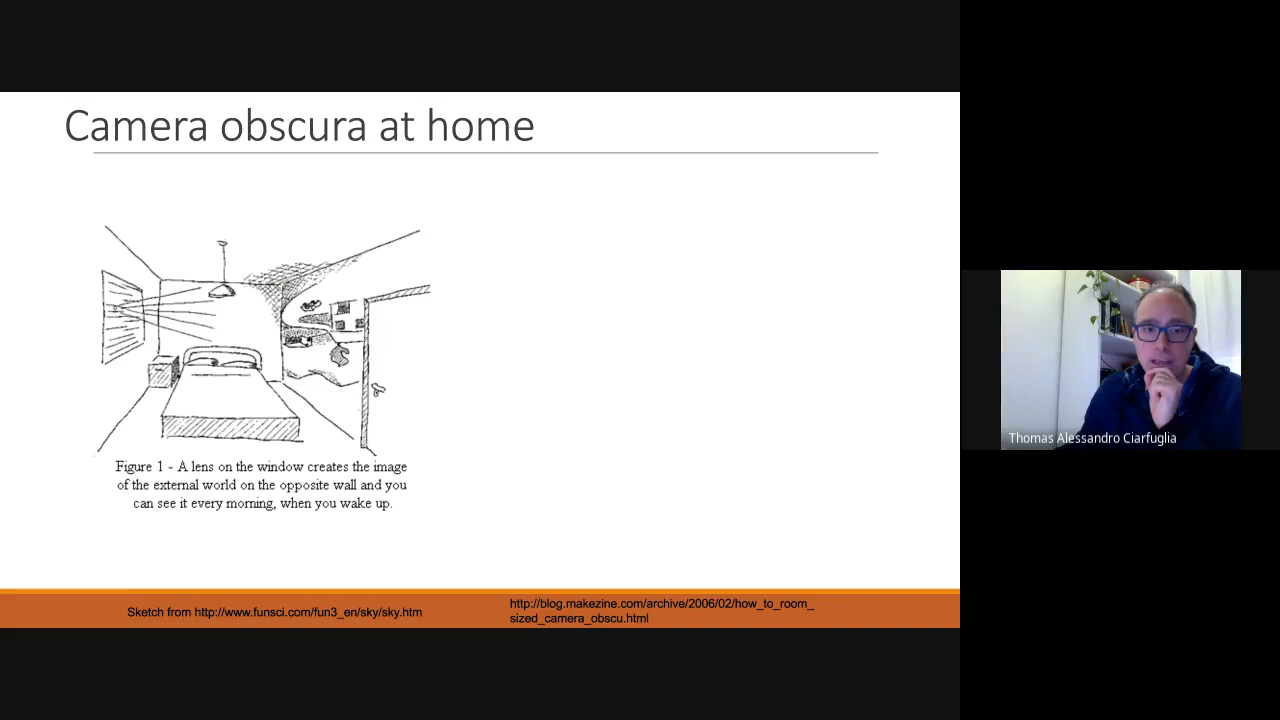 Camera obscura at home
Figure 1 - A lens on the window creates the image
of the external world on the opposite wall and you
can see it every morning, when you wake up.
Sketch from http://www.funsci.com/fun3_en/sky/sky.htm
http://blog.makezine.com/archive/2006/02/how_to_room_
sized_camera_obscu.html
Thomas Alessandro Ciarfuglia